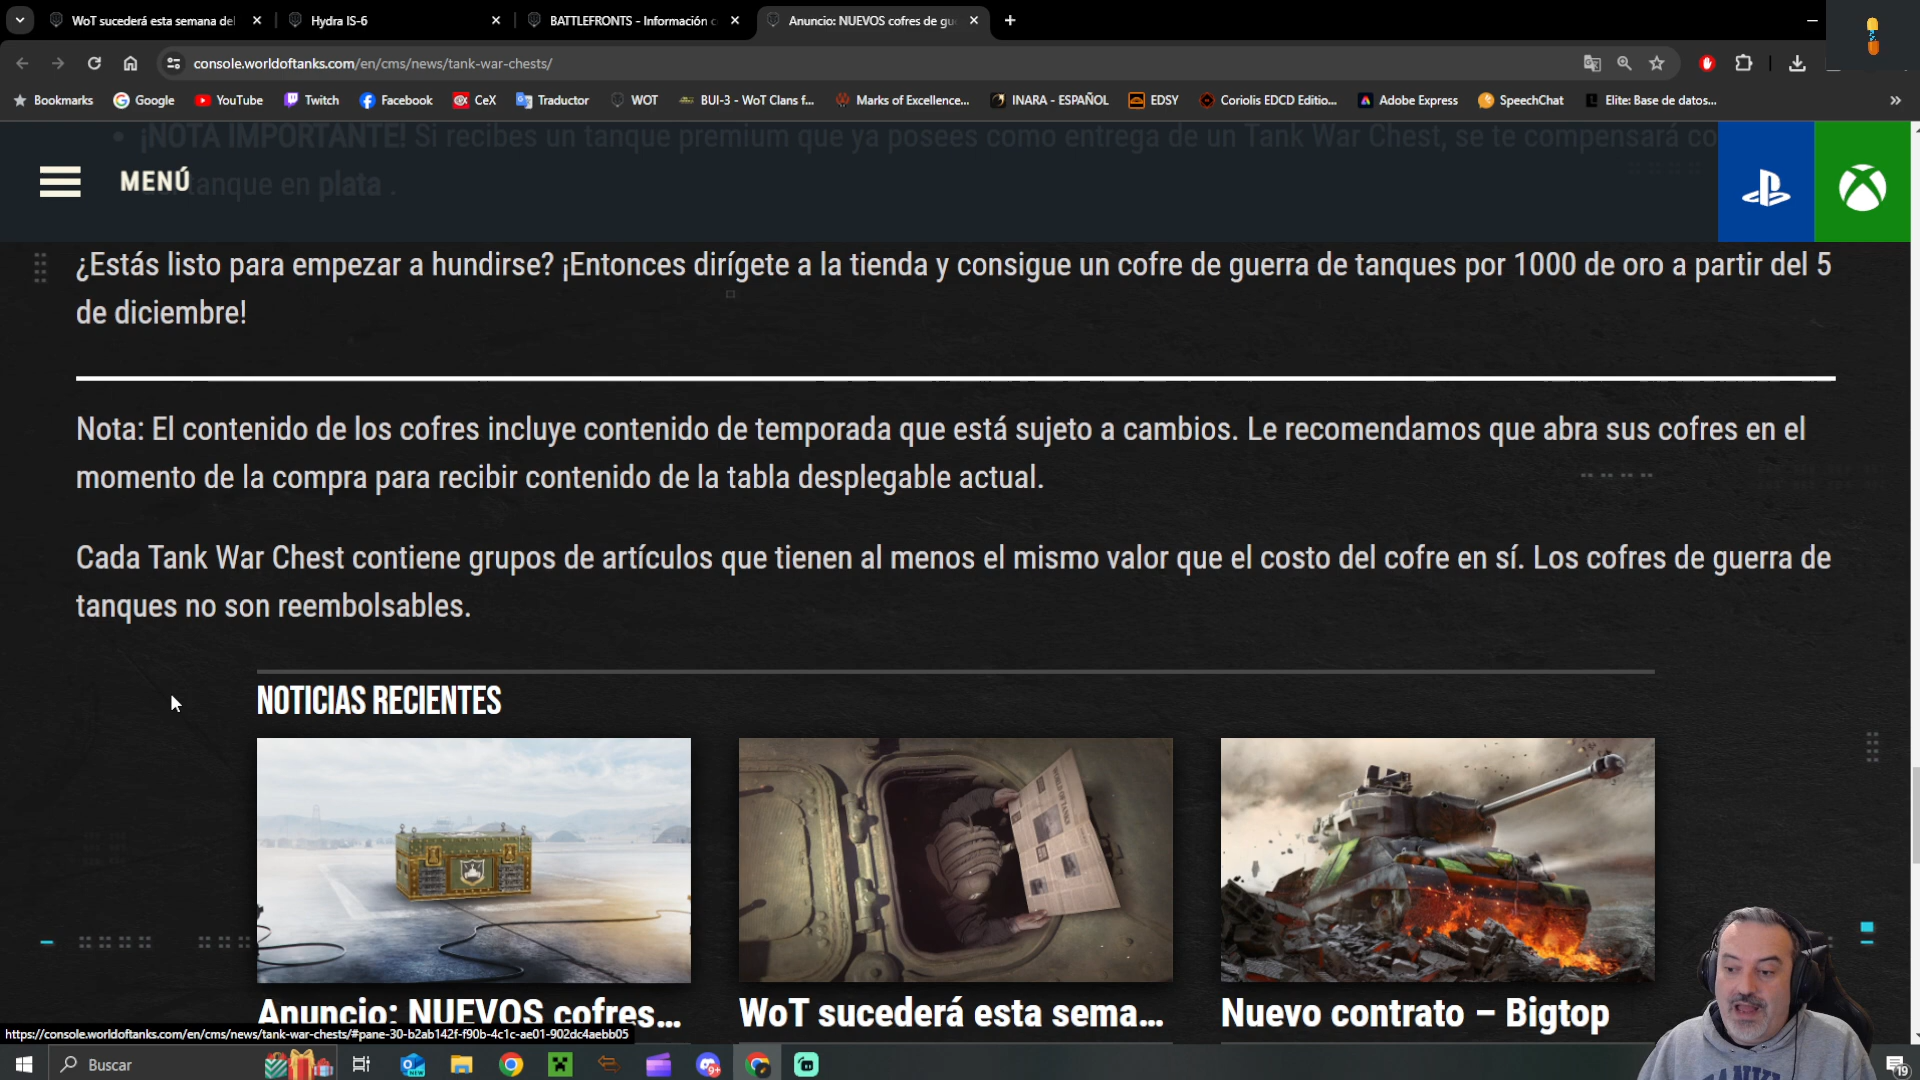 WoT sucederá esta semana del
Hydra IS-6
BATTLEFRONTS - Información c
Anuncio: NUEVOS cofres de gu
console.worldoftanks.com/en/cms/news/tank-war-chests/
Bookmarks
Google
YouTube
Twitch
Facebook
CeX
Traductor
WOT
BUI-3 - WoT Clans f...
Marks of Excellence...
INARA - ESPAÑOL
EDSY
Coriolis EDCD Editio...
Adobe Express
SpeechChat
Elite: Base de datos...
¡NOTA IMPORTANTE! Si recibes un tanque premium que ya posees como entrega de un Tank War Chest, se te compensará co
MENÚ
tanque en plata .
¿Estás listo para empezar a hundirse? ¡Entonces dirígete a la tienda y consigue un cofre de guerra de tanques por 1000 de oro a partir del 5
de diciembre!
Nota: El contenido de los cofres incluye contenido de temporada que está sujeto a cambios. Le recomendamos que abra sus cofres en el
momento de la compra para recibir contenido de la tabla desplegable actual.
Cada Tank War Chest contiene grupos de artículos que tienen al menos el mismo valor que el costo del cofre en sí. Los cofres de guerra de
tanques no son reembolsables.
NOTICIAS RECIENTES
Anuncio: NUEVOS cofres...
WoT sucederá esta sema...
Nuevo contrato – Bigtop
https://console.worldoftanks.com/en/cms/news/tank-war-chests/#pane-30-b2ab142f-f90b-4c1c-ae01-902dc4aebb05
Buscar
NEW
9+
19